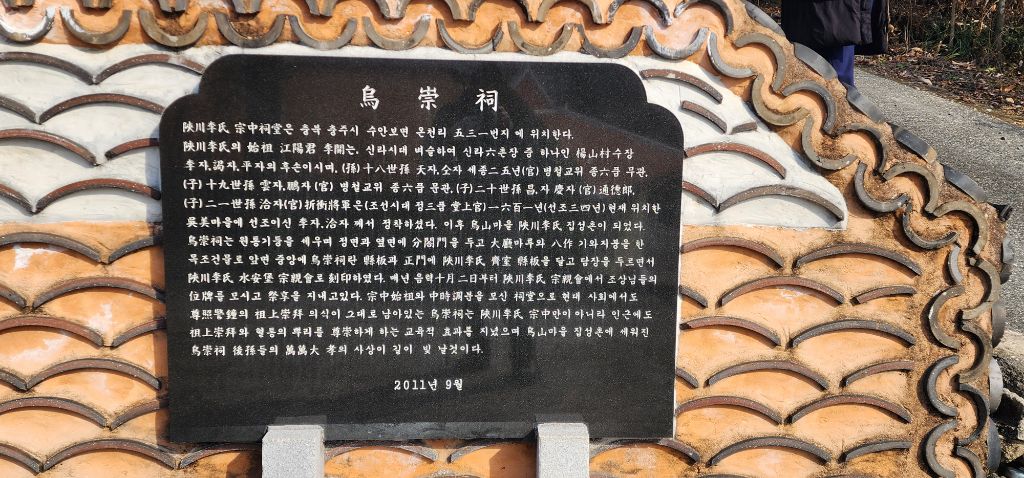 烏崇祠
陜川李氏 宗中祠堂은 충북 충주시 수안보면 온천리 五三一번지 에 위치한다.
陜川李氏의 始祖 江陽君 李開는, 신라시대 벼슬하여 신라六촌장 중 하나인 楊山村수장
李자,謁자,平자의 후손이시며, (孫)十八世孫 天자,수자 세종二五년(官) 병절교위 종六품 무관,
(子)十九世孫 雲자,鵬자(官) 병절교위 종六품 무관, (子)二十世孫 昌,자 慶자(官)通德郎,
(子)二一世孫 洽자(官)折衝將軍은(조선시대 정三품 堂上官)一六百一년(선조三四년)현재 위치한
吳美마을에 선조이신 李자,洽자 께서 정착하셨다. 이후 烏山마을 陜川李氏 집성촌이 되었다.
烏崇祠는 원통기둥을 세우며 정면과 옆면에 分閤門을 두고 大廳마루와 八作 기와지붕을 한
목조건물로 앞면 중앙에 烏崇祠란 縣板과 正門에 陜川李氏 齊堂 縣板을 달고 담장을 두르면서
陜川李氏 水安堡 宗親會로 刻印하였다. 매년 음력十月二日부터 陜川李氏 宗親會에서 조상님들의
位牌를 모시고 祭享을 지내고있다. 宗中始祖와 中時調분을 모신 祠堂으로 현대 사회에서도
尊照警鐘의 祖上崇拜 의식이 그대로 남아있는 烏崇祠는 陜川李氏 宗中만이 아니라 인근에도
祖上崇拜와 혈통의 뿌리를 尊崇하게 하는 교육적 효과를 지녔으며 烏山마을 집성촌에 세워진
烏崇祠 後孫들의 萬萬大 孝의 사상이 길이 빛 날것이다.
2011년 9월